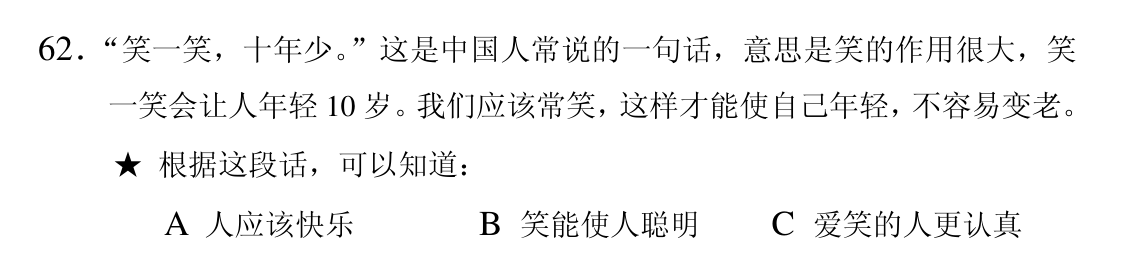 62.“笑一笑，十年少。”这是中国人常说的一句话，意思是笑的作用很大，笑
一笑会让人年轻 10 岁。我们应该常笑，这样才能使自己年轻，不容易变老。
★ 根据这段话，可以知道：
A 人应该快乐 B 笑能使人聪明 C 爱笑的人更认真